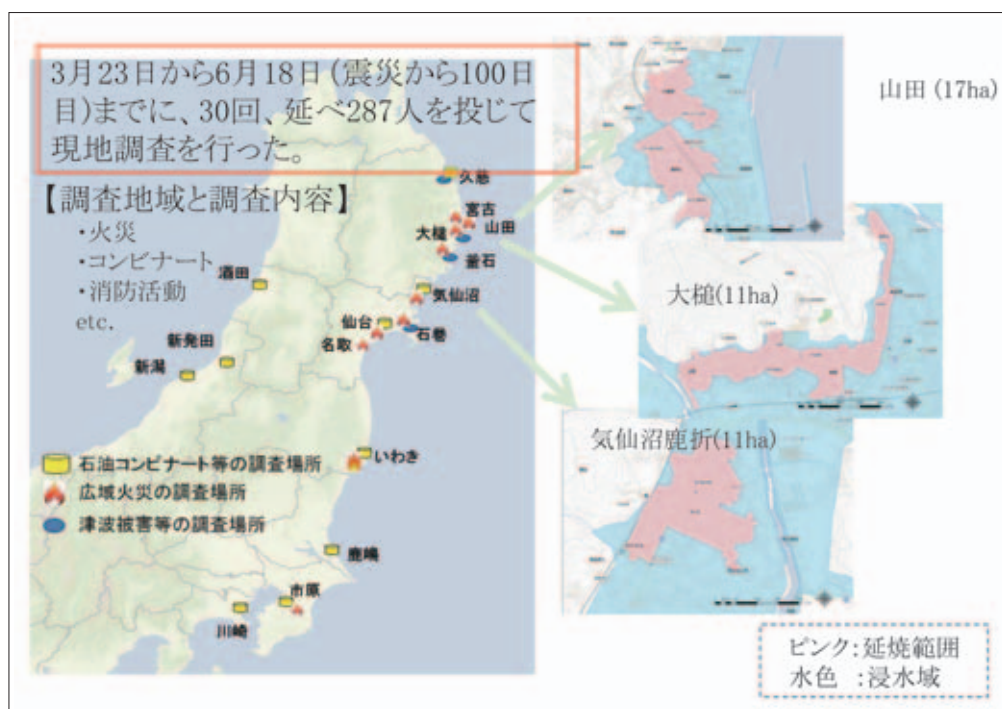 3月23日から6月18日(震災から100日
目)までに、30回、延べ287人を投じて
現地調査を行った。
【調査地域と調査内容】
・火災
・コンビナート
・消防活動
etc.
久慈
宮古
山田
大槌
釜石
気仙沼
仙台
石巻
名取
酒田
新発田
新潟
いわき
鹿嶋
市原
川崎
石油コンビナート等の調査場所
広域火災の調査場所
津波被害等の調査場所
山田(17ha)
大槌(11ha)
気仙沼鹿折(11ha)
ピンク:延焼範囲
水色 :浸水域